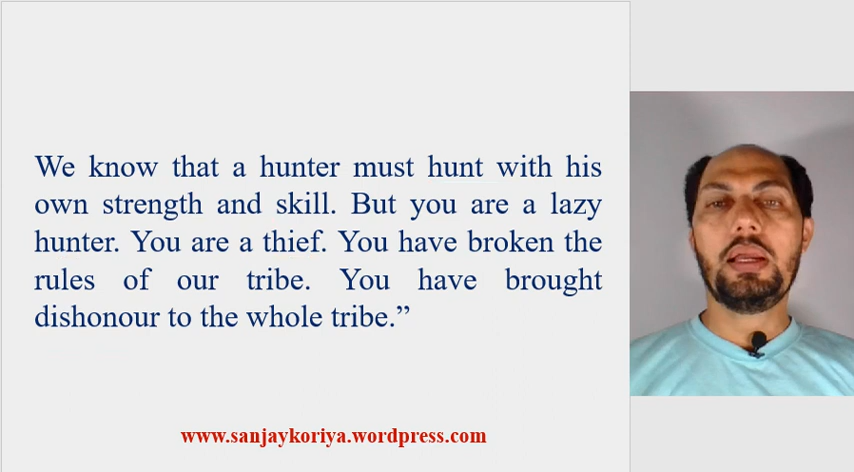 We know that a hunter must hunt with his
own strength and skill. But you are a lazy
hunter. You are a thief. You have broken the
rules of our tribe. You have brought
dishonour to the whole tribe.”
www.sanjaykoriya.wordpress.com